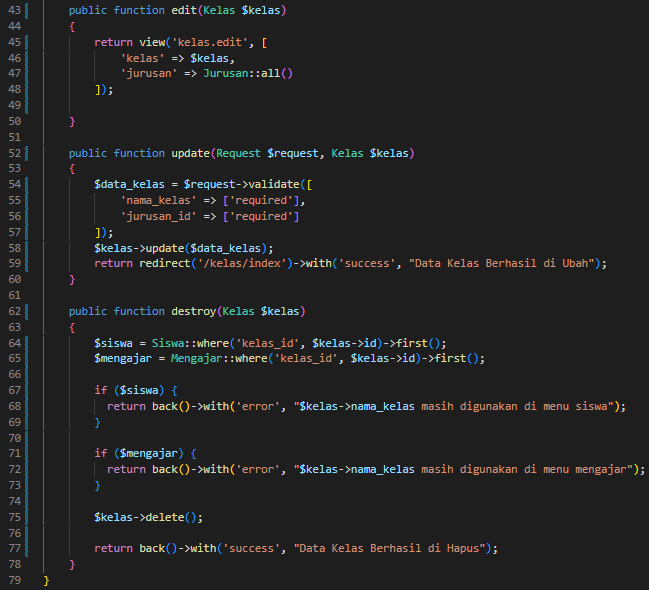 43 public function edit(Kelas $kelas)
44 {
45 return view('kelas.edit', [
46 'kelas' => $kelas,
47 'jurusan' => Jurusan::all()
48 ]);
49
50 }
51
52 public function update(Request $request, Kelas $kelas)
53 {
54 $data_kelas = $request->validate([
55 'nama_kelas' => ['required'],
56 'jurusan_id' => ['required']
57 ]);
58 $kelas->update($data_kelas);
59 return redirect('/kelas/index')->with('success', "Data Kelas Berhasil di Ubah");
60 }
61
62 public function destroy(Kelas $kelas)
63 {
64 $siswa = Siswa::where('kelas_id', $kelas->id)->first();
65 $mengajar = Mengajar::where('kelas_id', $kelas->id)->first();
66
67 if ($siswa) {
68 return back()->with('error', "$kelas->nama_kelas masih digunakan di menu siswa");
69 }
70
71 if ($mengajar) {
72 return back()->with('error', "$kelas->nama_kelas masih digunakan di menu mengajar");
73 }
74
75 $kelas->delete();
76
77 return back()->with('success', "Data Kelas Berhasil di Hapus");
78 }
79 }